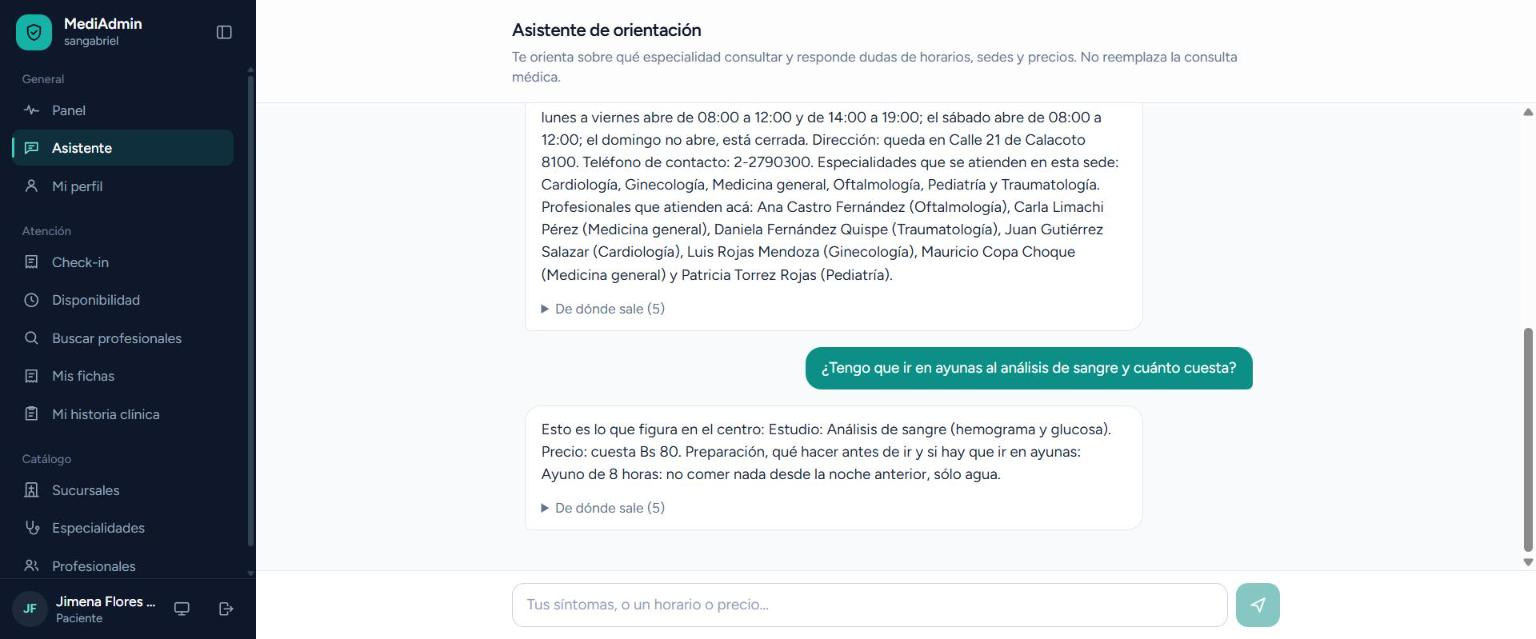 MediAdmin
sangabriel
General
Panel
Asistente
Mi perfil
Atención
Check-in
Disponibilidad
Buscar profesionales
Mis fichas
Mi historia clínica
Catálogo
Sucursales
Especialidades
Profesionales
JF
Jimena Flores ...
Paciente
Asistente de orientación
Te orienta sobre qué especialidad consultar y responde dudas de horarios, sedes y precios. No reemplaza la consulta
médica.
lunes a viernes abre de 08:00 a 12:00 y de 14:00 a 19:00; el sábado abre de 08:00 a
12:00; el domingo no abre, está cerrada. Dirección: queda en Calle 21 de Calacoto
8100. Teléfono de contacto: 2-2790300. Especialidades que se atienden en esta sede:
Cardiología, Ginecología, Medicina general, Oftalmología, Pediatría y Traumatología.
Profesionales que atienden acá: Ana Castro Fernández (Oftalmología), Carla Limachi
Pérez (Medicina general), Daniela Fernández Quispe (Traumatología), Juan Gutiérrez
Salazar (Cardiología), Luis Rojas Mendoza (Ginecología), Mauricio Copa Choque
(Medicina general) y Patricia Torrez Rojas (Pediatría).
De dónde sale (5)
¿Tengo que ir en ayunas al análisis de sangre y cuánto cuesta?
Esto es lo que figura en el centro: Estudio: Análisis de sangre (hemograma y glucosa).
Precio: cuesta Bs 80. Preparación, qué hacer antes de ir y si hay que ir en ayunas:
Ayuno de 8 horas: no comer nada desde la noche anterior, sólo agua.
De dónde sale (5)
Tus síntomas, o un horario o precio...